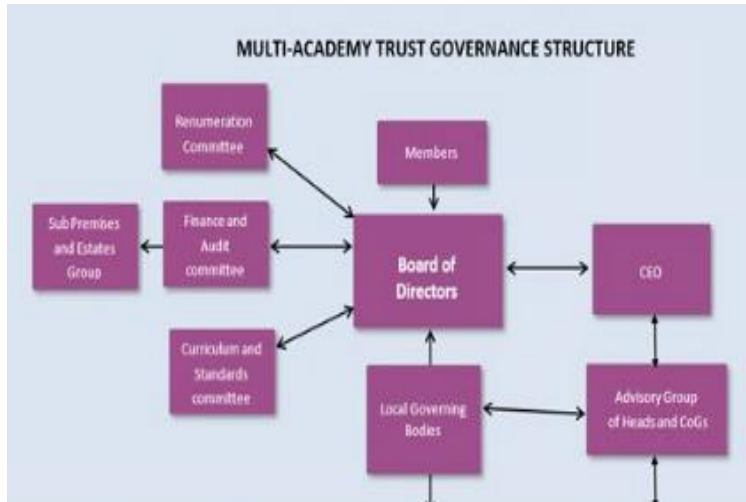 MULTI-ACADEMY TRUST GOVERNANCE STRUCTURE
Renumeration
Committee
Members
Sub Premises
and Estates
Group
Finance and
Audit
committee
Board of
Directors
CEO
Curriculum and
Standards
committee
Local Governing
Bodies
Advisory Group
of Heads and CoGs